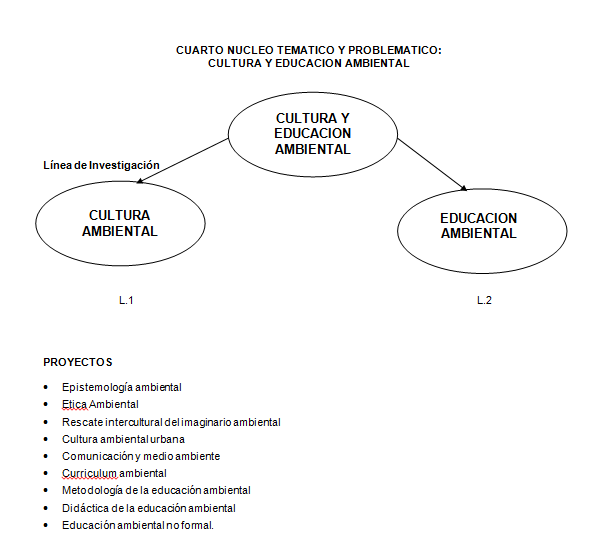 CUARTO NUCLEO TEMATICO Y PROBLEMATICO:
CULTURA Y EDUCACION AMBIENTAL
CULTURA Y
EDUCACION
AMBIENTAL
Línea de Investigación
CULTURA
AMBIENTAL
EDUCACION
AMBIENTAL
L.1
L.2
PROYECTOS
• Epistemología ambiental
• Etica Ambiental
• Rescate intercultural del imaginario ambiental
• Cultura ambiental urbana
• Comunicación y medio ambiente
• Curriculum ambiental
• Metodología de la educación ambiental
• Didáctica de la educación ambiental
• Educación ambiental no formal.